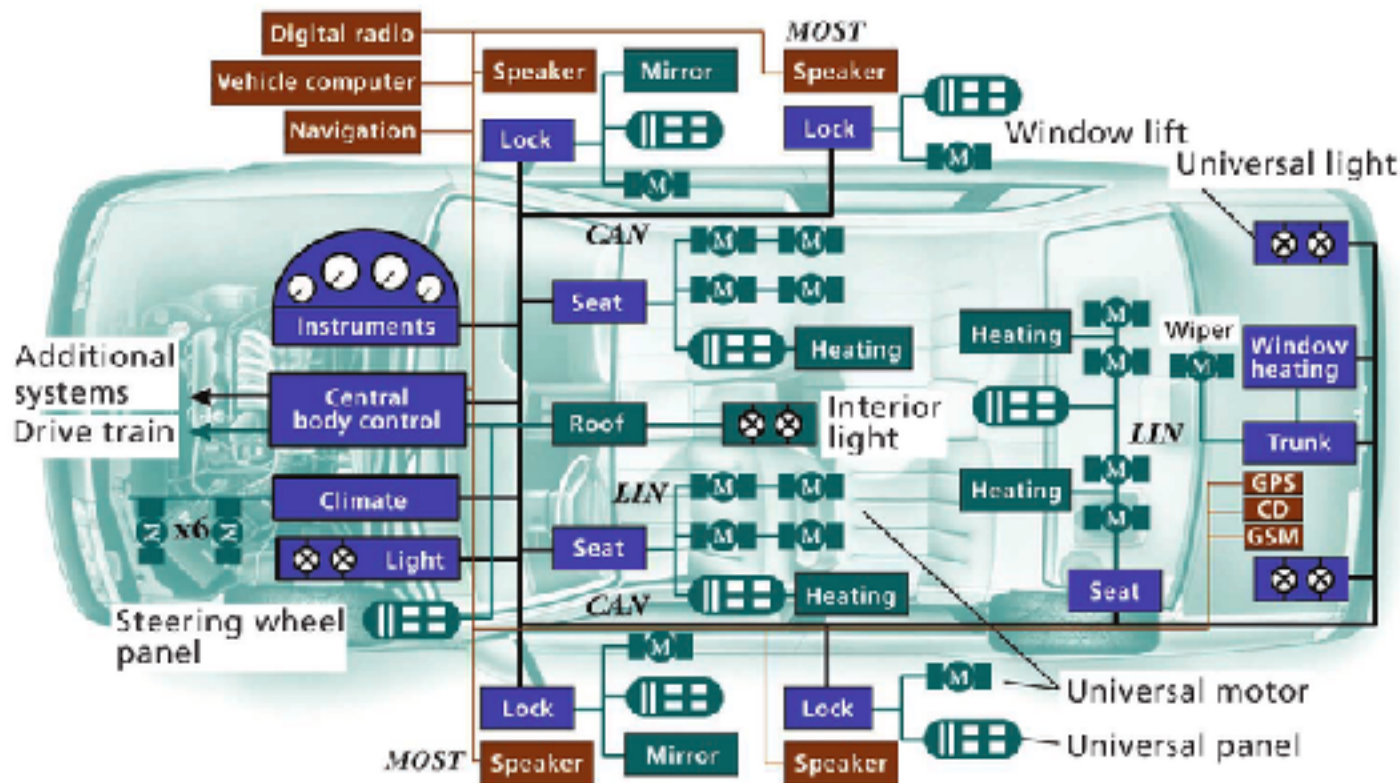 Digital radio
MOST
Speaker
Mirror
Speaker
Vehicle computer
Navigation
Lock
Lock
M
M
Window lift
Universal light
CAN
M
M
Instruments
Seat
M
M
Heating
Heating
M
M
Wiper
M
Window
heating
Additional
systems
Drive train
Central
body control
Roof
Interior
light
LIN
Trunk
M
x6
M
Climate
LIN
M
M
Heating
M
GPS
CD
GSM
Light
Seat
M
M
M
Steering wheel
panel
CAN
Heating
Seat
M
M
Lock
Lock
Universal motor
MOST
Speaker
Mirror
Speaker
Universal panel